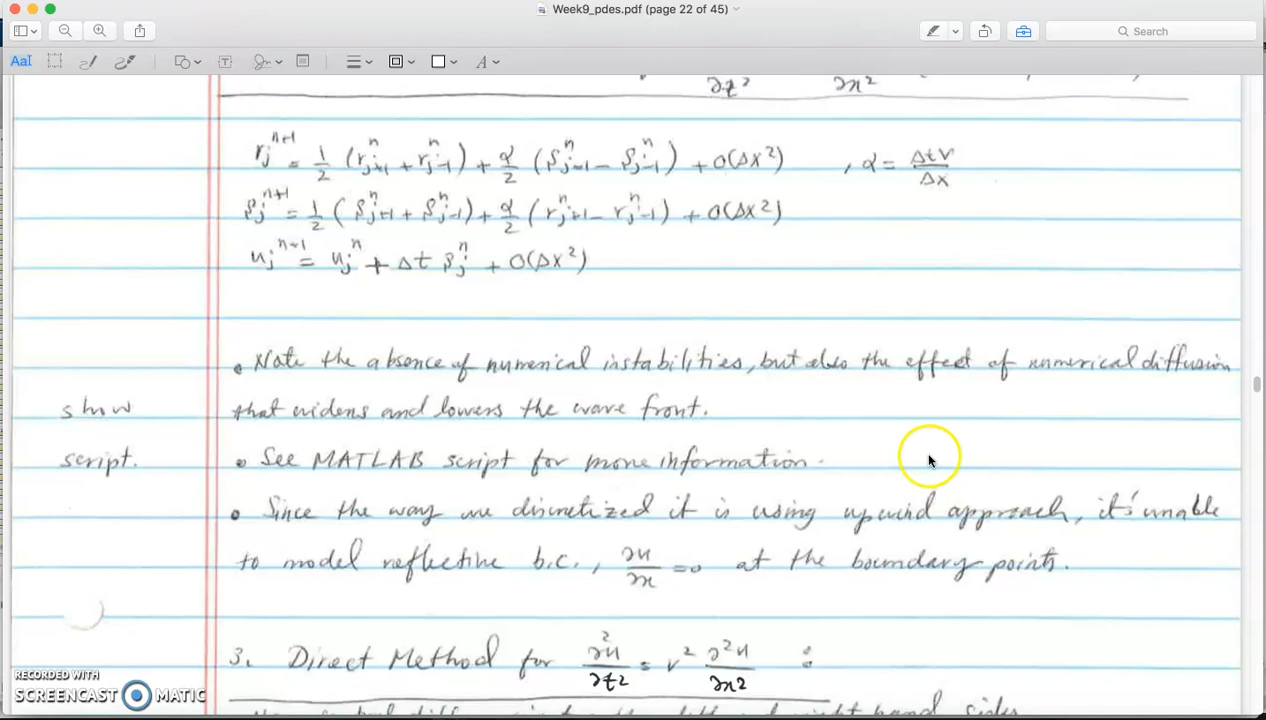 Week9_pdes.pdf (page 22 of 45)
Search
AaI
∂t² ∂x²
r_j^{n+1} = 1/2 (r_{j+1}^n + r_{j-1}^n) + α/2 (s_{j+1}^n - s_{j-1}^n) + O(Δx²) , α = Δtv/Δx
s_j^{n+1} = 1/2 (s_{j+1}^n + s_{j-1}^n) + α/2 (r_{j+1}^n - r_{j-1}^n) + O(Δx²)
u_j^{n+1} = u_j^n + Δt s_j^n + O(Δx²)
• Note the absence of numerical instabilities, but also the effect of numerical diffusion
show that widens and lowers the wave front.
script. • See MATLAB script for more information.
• Since the way we discretized it is using upwind approach, it's unable
to model reflective b.c., ∂u/∂x = 0 at the boundary points.
3. Direct Method for ∂²u/∂t² = v² ∂²u/∂x² :
RECORDED WITH
SCREENCAST MATIC